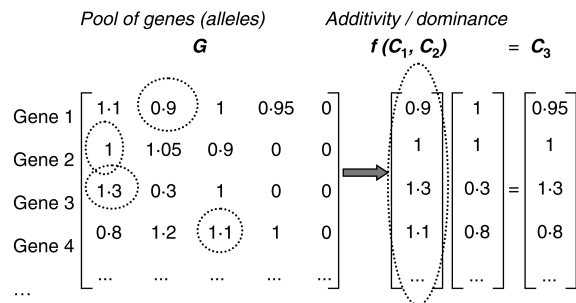 Pool of genes (alleles) Additivity / dominance
G f (C1, C2) = C3
Gene 1 1·1 0·9 1 0·95 0 0·9 1 0·95
Gene 2 1 1·05 0·9 0 0 1 1 1
Gene 3 1·3 0·3 1 0 0 1·3 0·3 = 1·3
Gene 4 0·8 1·2 1·1 1 0 1·1 0·8 0·8
... ... ... ... ... ... ... ... ...